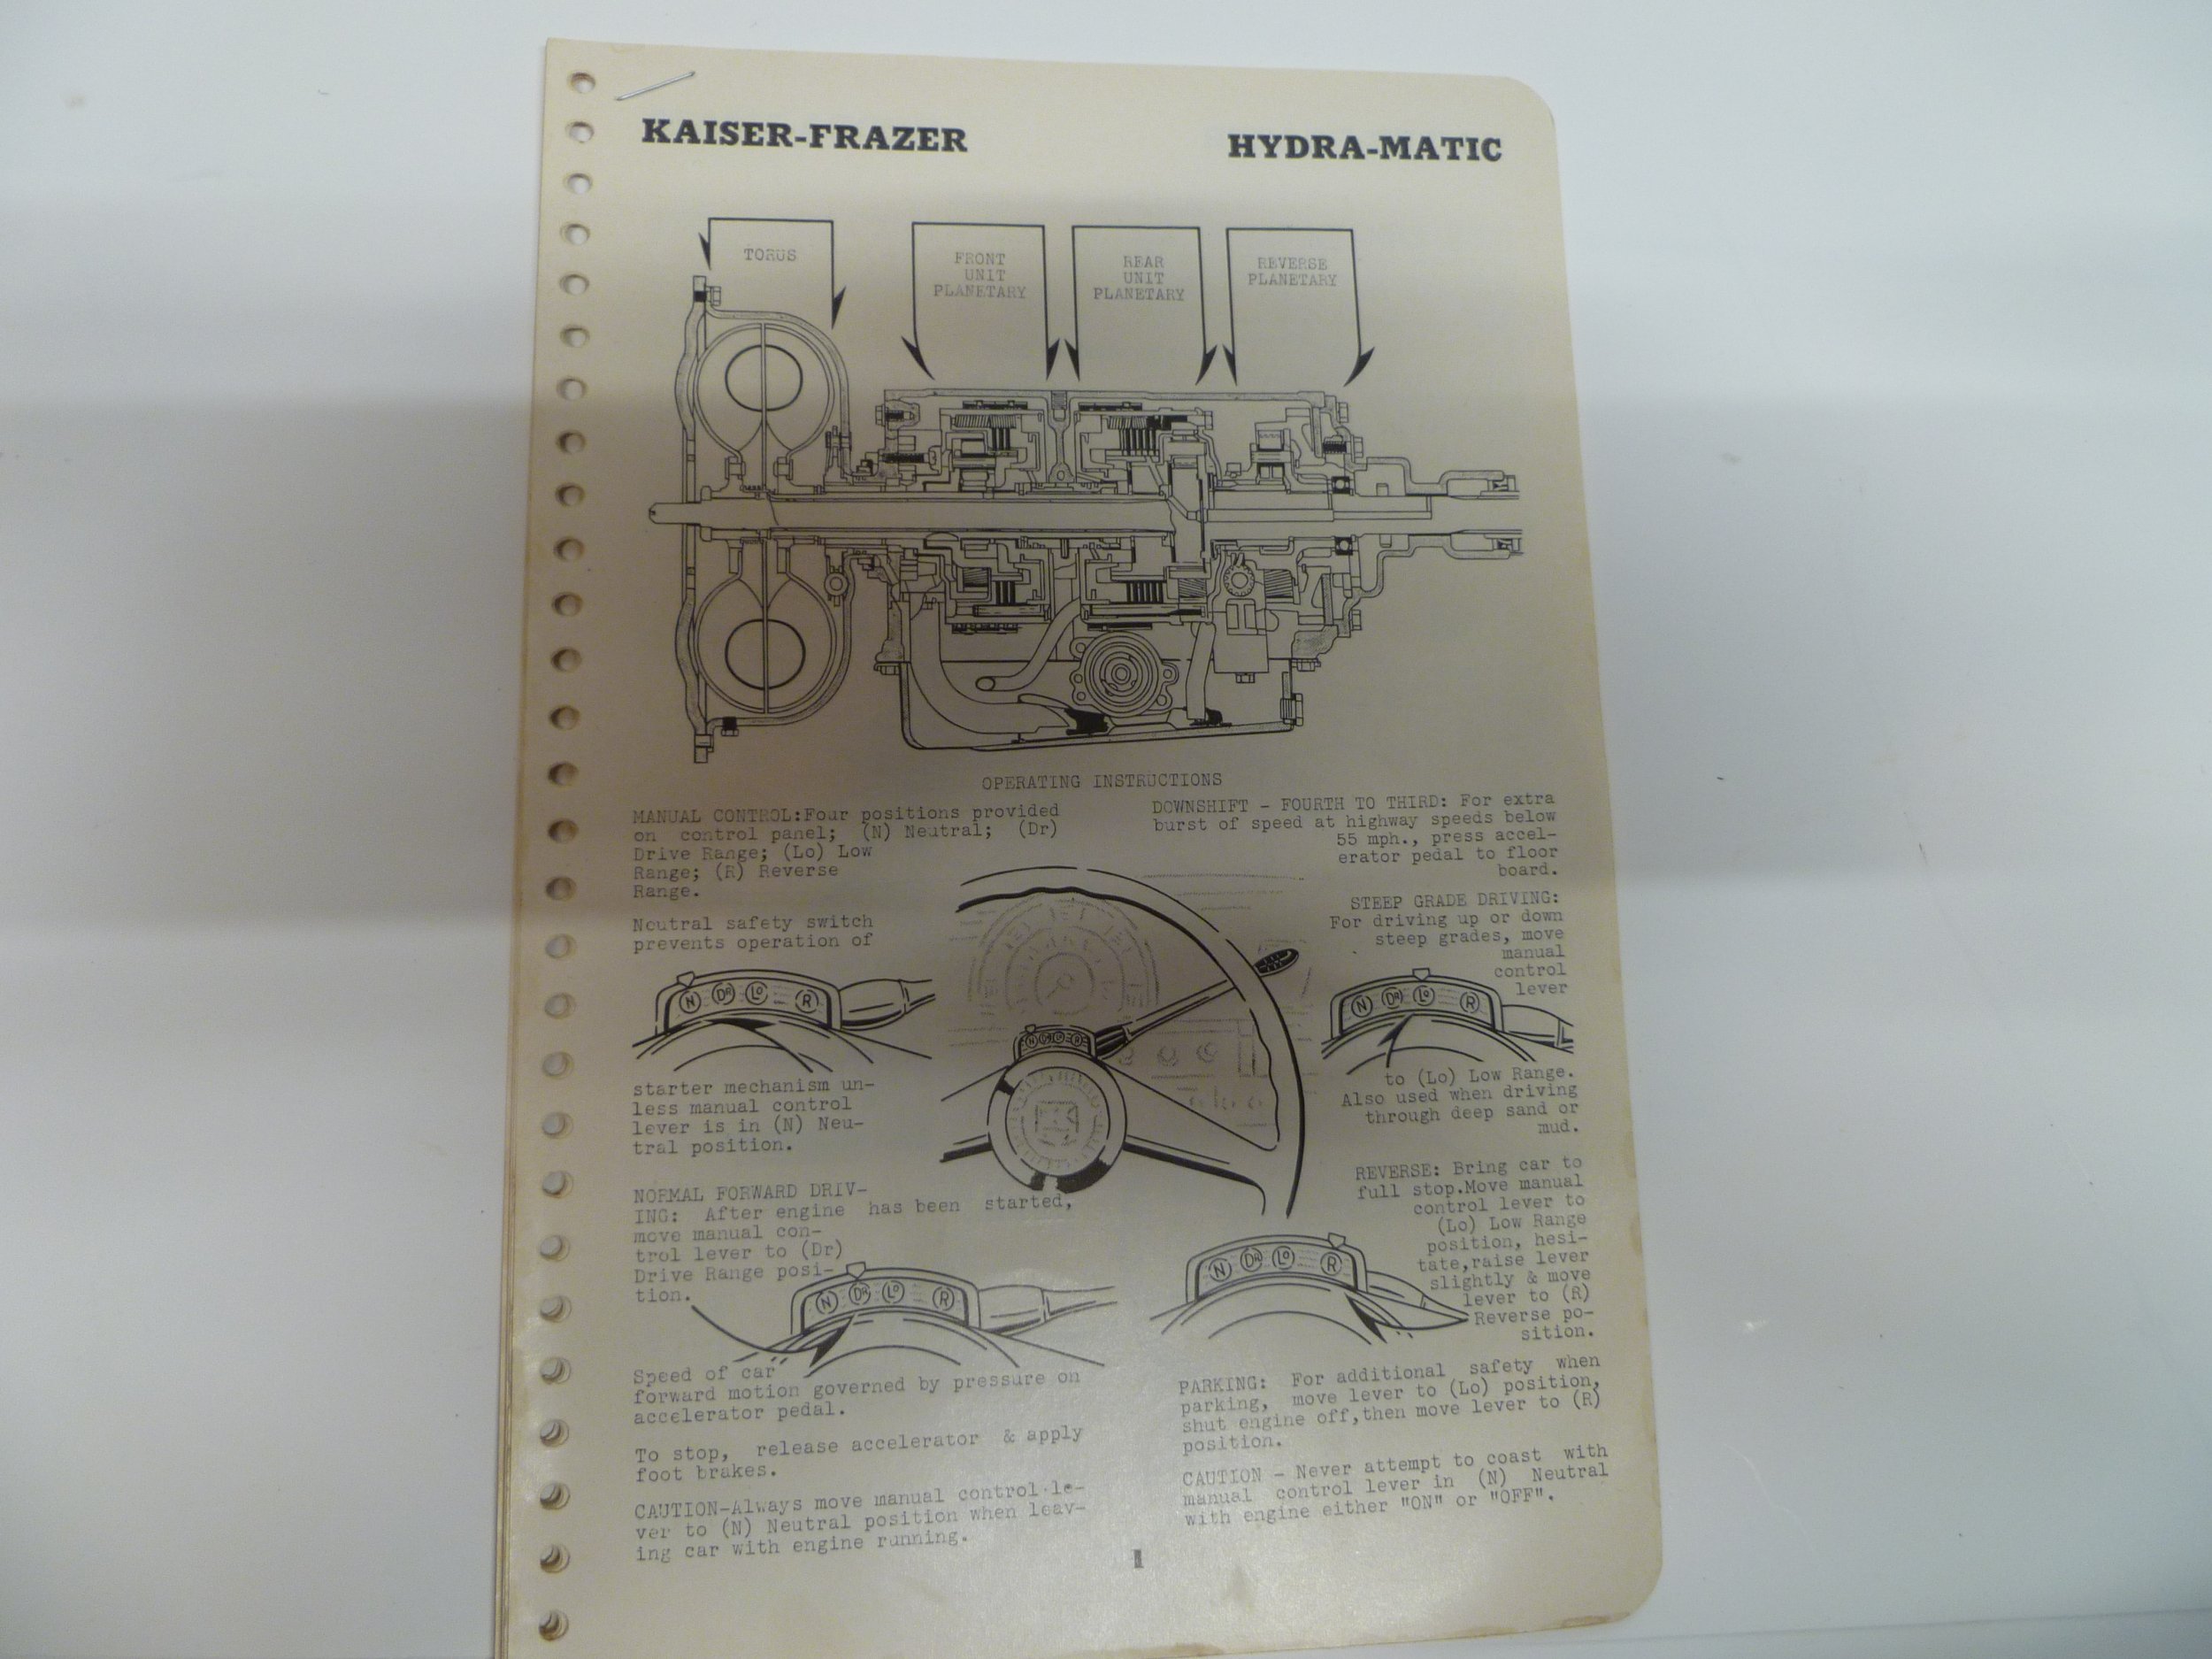 KAISER-FRAZER
HYDRA-MATIC
TORUS
FRONT
UNIT
PLANETARY
REAR
UNIT
PLANETARY
REVERSE
PLANETARY
OPERATING INSTRUCTIONS
MANUAL CONTROL:Four positions provided
on control panel; (N) Neutral; (Dr)
Drive Range; (Lo) Low
Range; (R) Reverse
Range.
Neutral safety switch
prevents operation of
N DR LO R
starter mechanism un-
less manual control
lever is in (N) Neu-
tral position.
NORMAL FORWARD DRIV-
ING: After engine has been started,
move manual con-
trol lever to (Dr)
Drive Range posi-
tion.
N DR LO R
Speed of car
forward motion governed by pressure on
accelerator pedal.
To stop, release accelerator & apply
foot brakes.
CAUTION-Always move manual control le-
ver to (N) Neutral position when leav-
ing car with engine running.
N DR LO R
DOWNSHIFT - FOURTH TO THIRD: For extra
burst of speed at highway speeds below
55 mph., press accel-
erator pedal to floor
board.
STEEP GRADE DRIVING:
For driving up or down
steep grades, move
manual
control
lever
N DR LO R
to (Lo) Low Range.
Also used when driving
through deep sand or
mud.
REVERSE: Bring car to
full stop.Move manual
control lever to
(Lo) Low Range
position, hesi-
tate,raise lever
slightly & move
lever to (R)
Reverse po-
sition.
N DR LO R
PARKING: For additional safety when
parking, move lever to (Lo) position,
shut engine off,then move lever to (R)
position.
CAUTION - Never attempt to coast with
manual control lever in (N) Neutral
with engine either "ON" or "OFF".
1